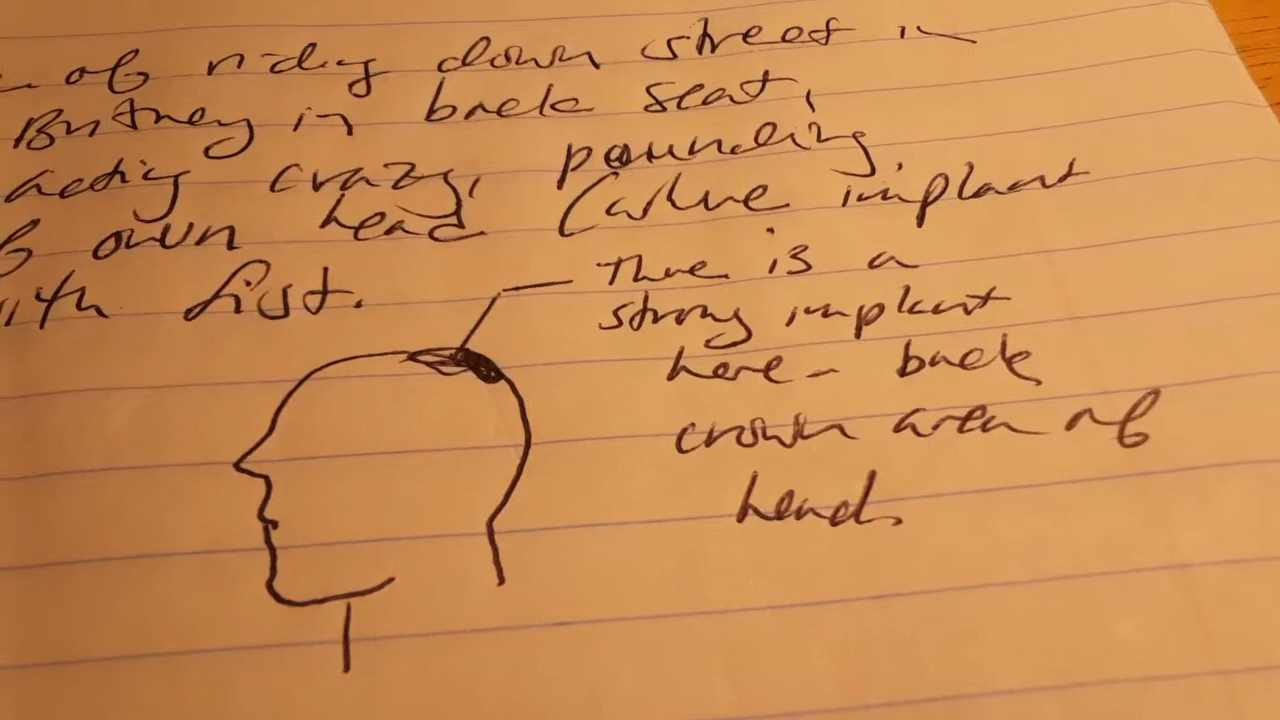 of riding down street in
Britney in back seat,
acting crazy, pounding
own head (where implant
with fist.
There is a
strong implant
here - back
crown area of
head.